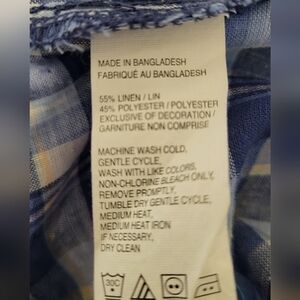 MADE IN BANGLADESH
FABRIQUÉ AU BANGLADESH
55% LINEN / LIN
45% POLYESTER / POLYESTER
EXCLUSIVE OF DECORATION /
GARNITURE NON COMPRISE
MACHINE WASH COLD,
GENTLE CYCLE,
WASH WITH LIKE COLORS,
NON-CHLORINE BLEACH ONLY,
REMOVE PROMPTLY,
TUMBLE DRY GENTLE CYCLE,
MEDIUM HEAT,
MEDIUM HEAT IRON
IF NECESSARY,
DRY CLEAN
30C